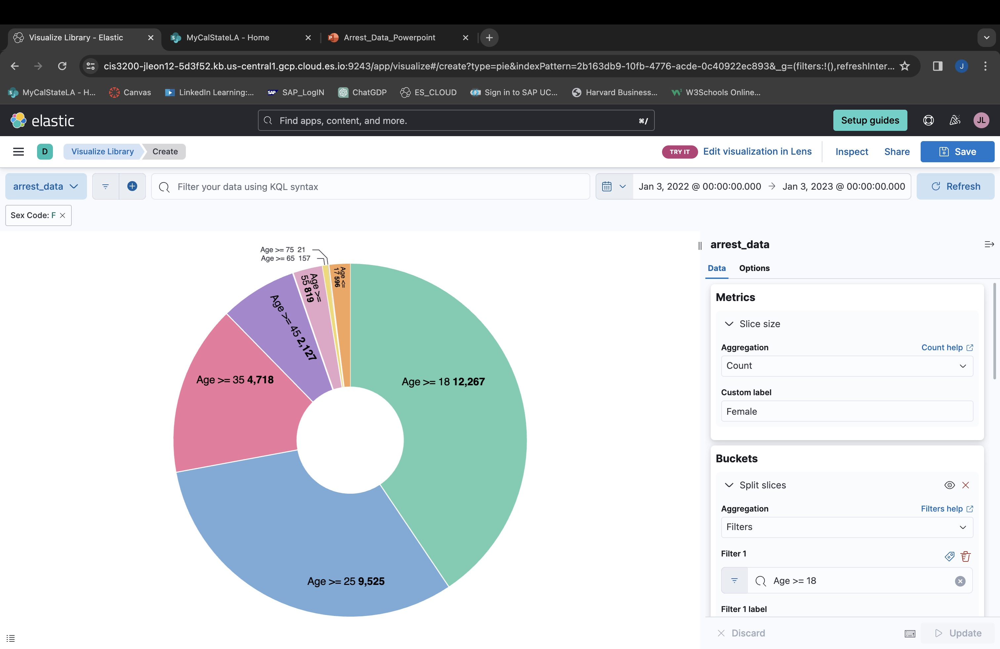 Visualize Library - Elastic
MyCalStateLA - Home
Arrest_Data_Powerpoint
cis3200-jleon12-5d3f52.kb.us-central1.gcp.cloud.es.io:9243/app/visualize#/create?type=pie&indexPattern=2b163db9-10fb-4776-acde-0c40922ec893&_g=(filters:!(),refreshInter...
J
MyCalStateLA - H...
Canvas
LinkedIn Learning:...
SAP
SAP_LogIN
ChatGDP
ES_CLOUD
Sign in to SAP UC...
Harvard Business...
W3Schools Online...
elastic
Find apps, content, and more.
⌘/
Setup guides
JL
D
Visualize Library
Create
TRY IT
Edit visualization in Lens
Inspect
Share
Save
arrest_data
Filter your data using KQL syntax
Jan 3, 2022 @ 00:00:00.000 → Jan 3, 2023 @ 00:00:00.000
Refresh
Sex Code: F
Age >= 75 21
Age >= 65 157
Age <=
17 596
Age >=
55 819
Age >= 45 2,127
Age >= 35 4,718
Age >= 18 12,267
Age >= 25 9,525
arrest_data
Data
Options
Metrics
Slice size
Aggregation
Count help
Count
Custom label
Female
Buckets
Split slices
Aggregation
Filters help
Filters
Filter 1
Age >= 18
Filter 1 label
Discard
Update